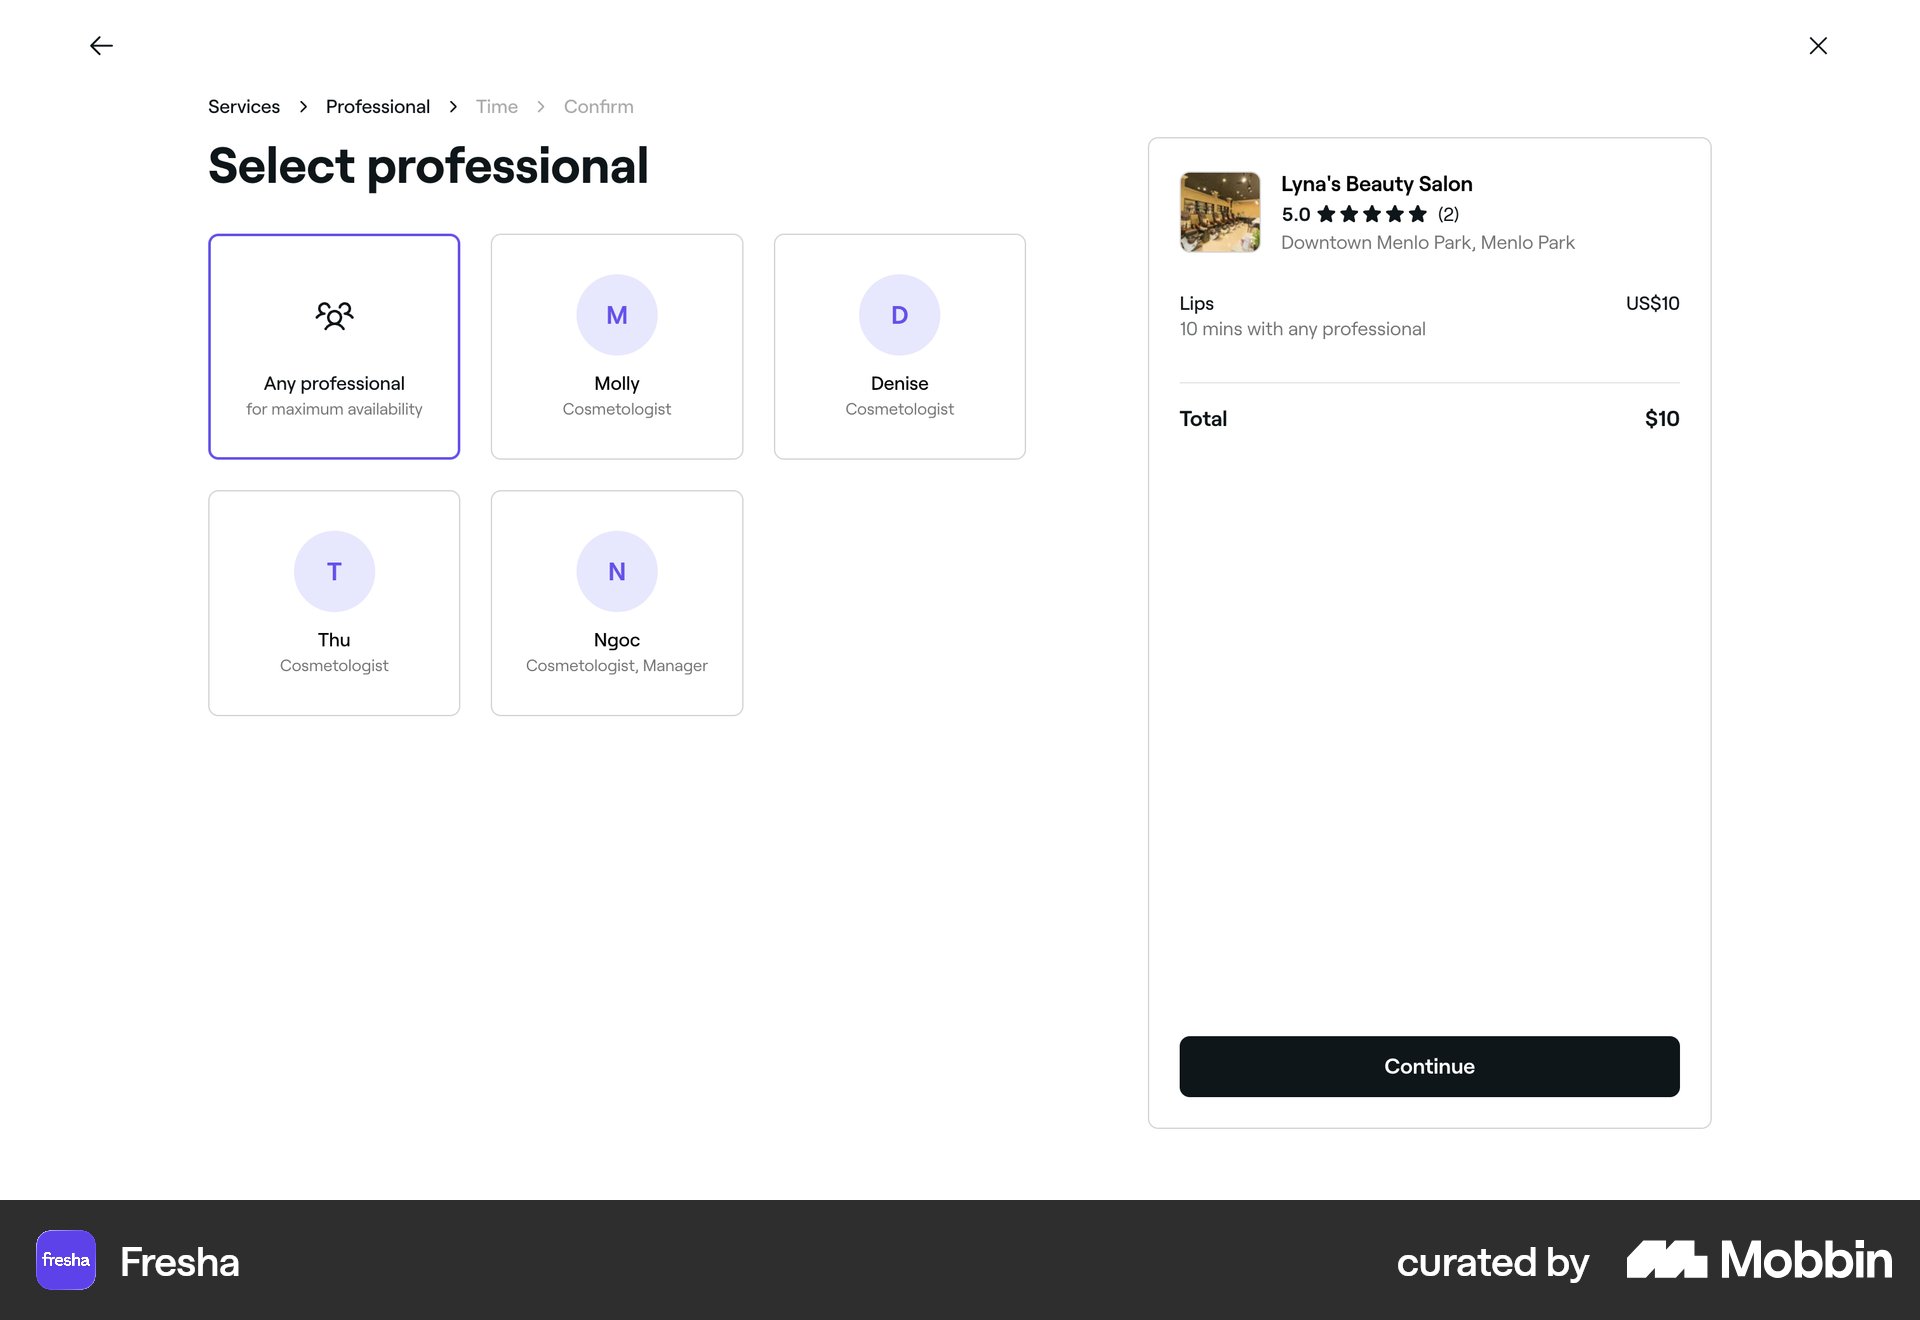 Services > Professional > Time > Confirm
Select professional
Any professional
for maximum availability
M
Molly
Cosmetologist
D
Denise
Cosmetologist
T
Thu
Cosmetologist
N
Ngoc
Cosmetologist, Manager
Lyna's Beauty Salon
5.0 ★★★★★ (2)
Downtown Menlo Park, Menlo Park
Lips US$10
10 mins with any professional
Total $10
Continue
fresha
Fresha
curated by Mobbin